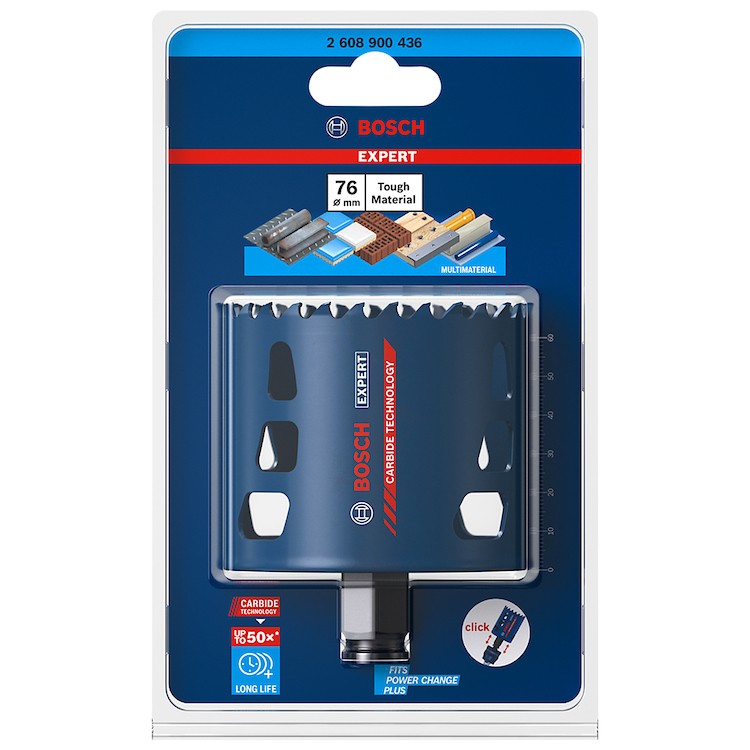 2 608 900 436
BOSCH
EXPERT
76
Ø mm
Tough
Material
MULTIMATERIAL
BOSCH EXPERT
CARBIDE TECHNOLOGY
60
50
40
30
20
10
0
CARBIDE
TECHNOLOGY
UP TO 50x*
LONG LIFE
click
FITS
POWER CHANGE
PLUS